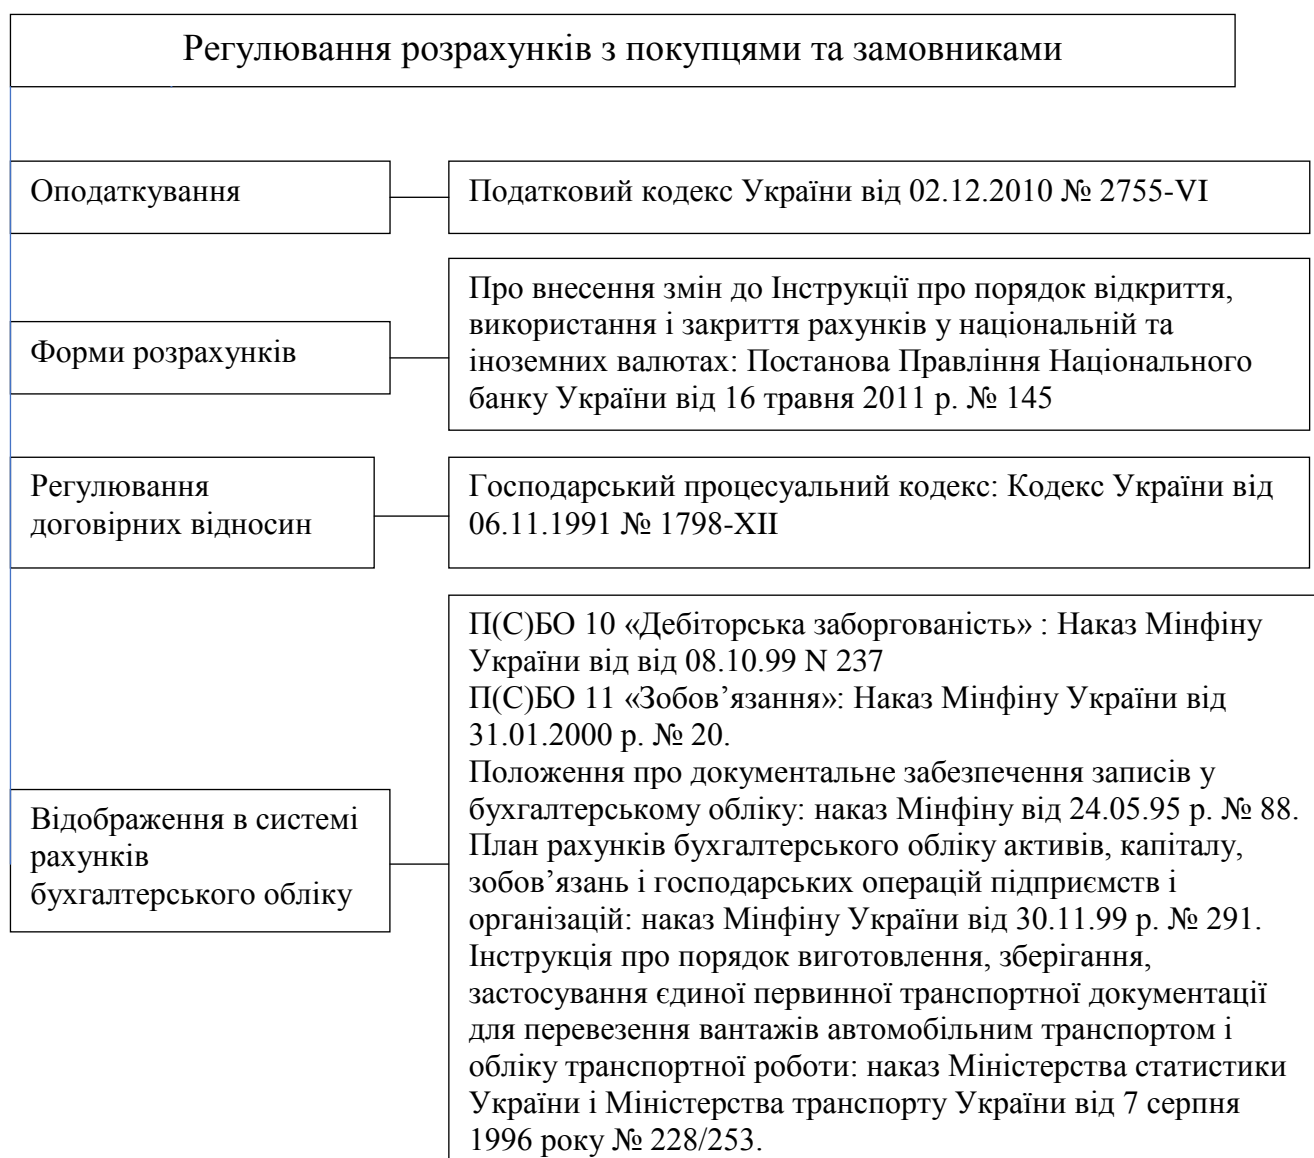 Регулювання розрахунків з покупцями та замовниками
Оподаткування
Податковий кодекс України від 02.12.2010 № 2755-VI
Форми розрахунків
Про внесення змін до Інструкції про порядок відкриття,
використання і закриття рахунків у національній та
іноземних валютах: Постанова Правління Національного
банку України від 16 травня 2011 р. № 145
Регулювання
договірних відносин
Господарський процесуальний кодекс: Кодекс України від
06.11.1991 № 1798-XII
Відображення в системі
рахунків
бухгалтерського обліку
П(С)БО 10 «Дебіторська заборгованість» : Наказ Мінфіну
України від від 08.10.99 N 237
П(С)БО 11 «Зобов’язання»: Наказ Мінфіну України від
31.01.2000 р. № 20.
Положення про документальне забезпечення записів у
бухгалтерському обліку: наказ Мінфіну від 24.05.95 р. № 88.
План рахунків бухгалтерського обліку активів, капіталу,
зобов’язань і господарських операцій підприємств і
організацій: наказ Мінфіну України від 30.11.99 р. № 291.
Інструкція про порядок виготовлення, зберігання,
застосування єдиної первинної транспортної документації
для перевезення вантажів автомобільним транспортом і
обліку транспортної роботи: наказ Міністерства статистики
України і Міністерства транспорту України від 7 серпня
1996 року № 228/253.